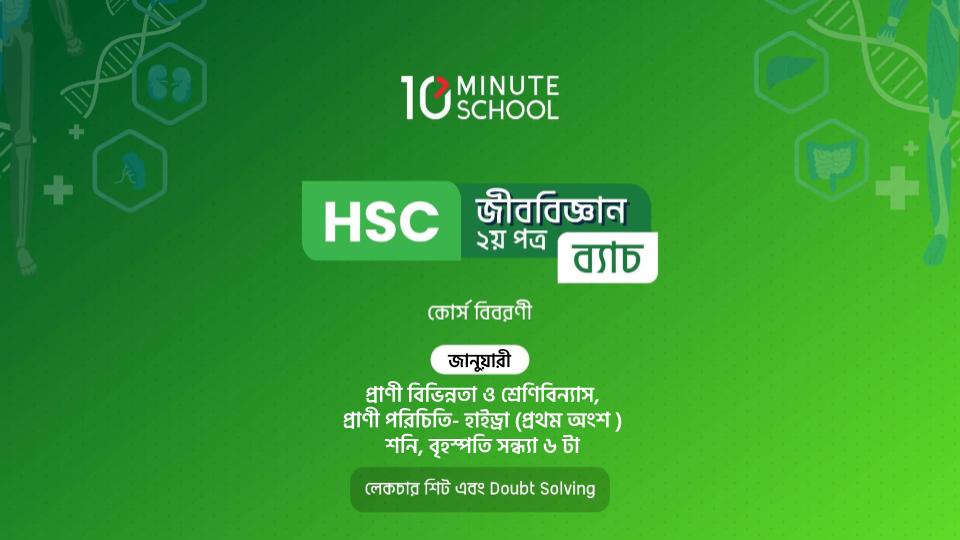 10 MINUTE
SCHOOL
HSC
জীববিজ্ঞান
২য় পত্র
ব্যাচ
কোর্স বিবরণী
জানুয়ারী
প্রাণী বিভিন্নতা ও শ্রেণিবিন্যাস,
প্রাণী পরিচিতি- হাইড্রা (প্রথম অংশ )
শনি, বৃহস্পতি সন্ধ্যা ৬ টা
লেকচার শিট এবং Doubt Solving